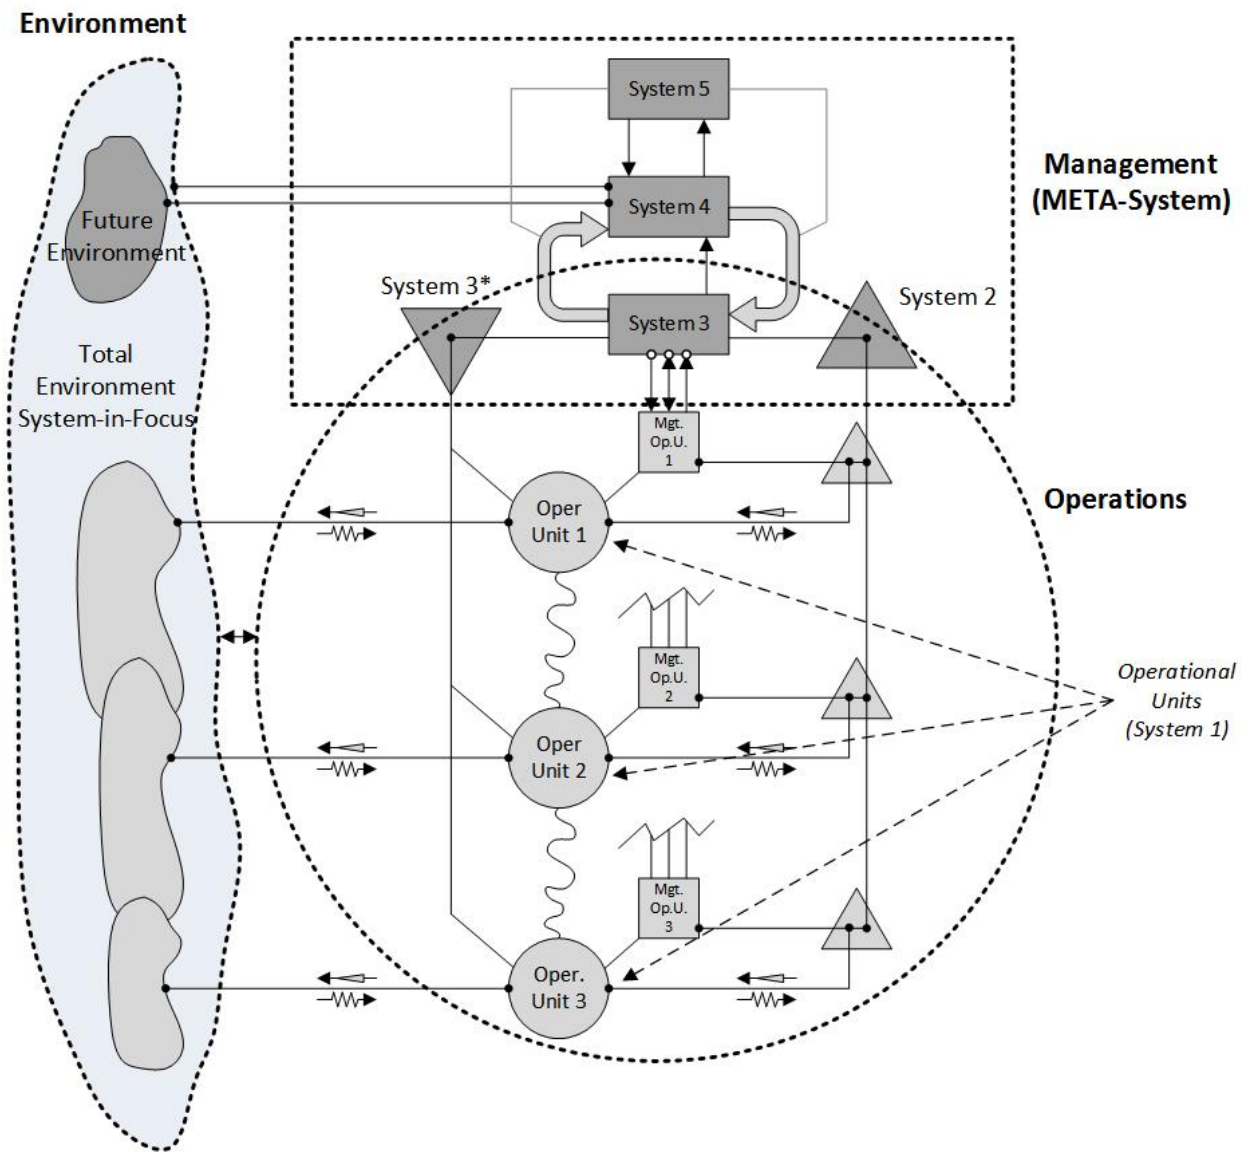 Environment
System 5
Management
(META-System)
System 4
Future
Environment
System 3*
System 2
System 3
Total
Environment
System-in-Focus
Mgt.
Op.U.
1
Operations
Oper
Unit 1
Mgt.
Op.U.
2
Operational
Units
(System 1)
Oper
Unit 2
Mgt.
Op.U.
3
Oper.
Unit 3